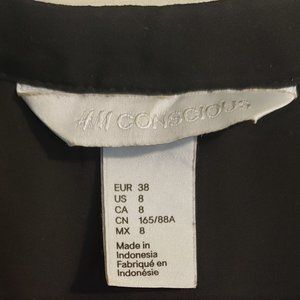 H&M CONSCIOUS
EUR 38
US 8
CA 8
CN 165/88A
MX 8
Made in
Indonesia
Fabriqué en
Indonésie